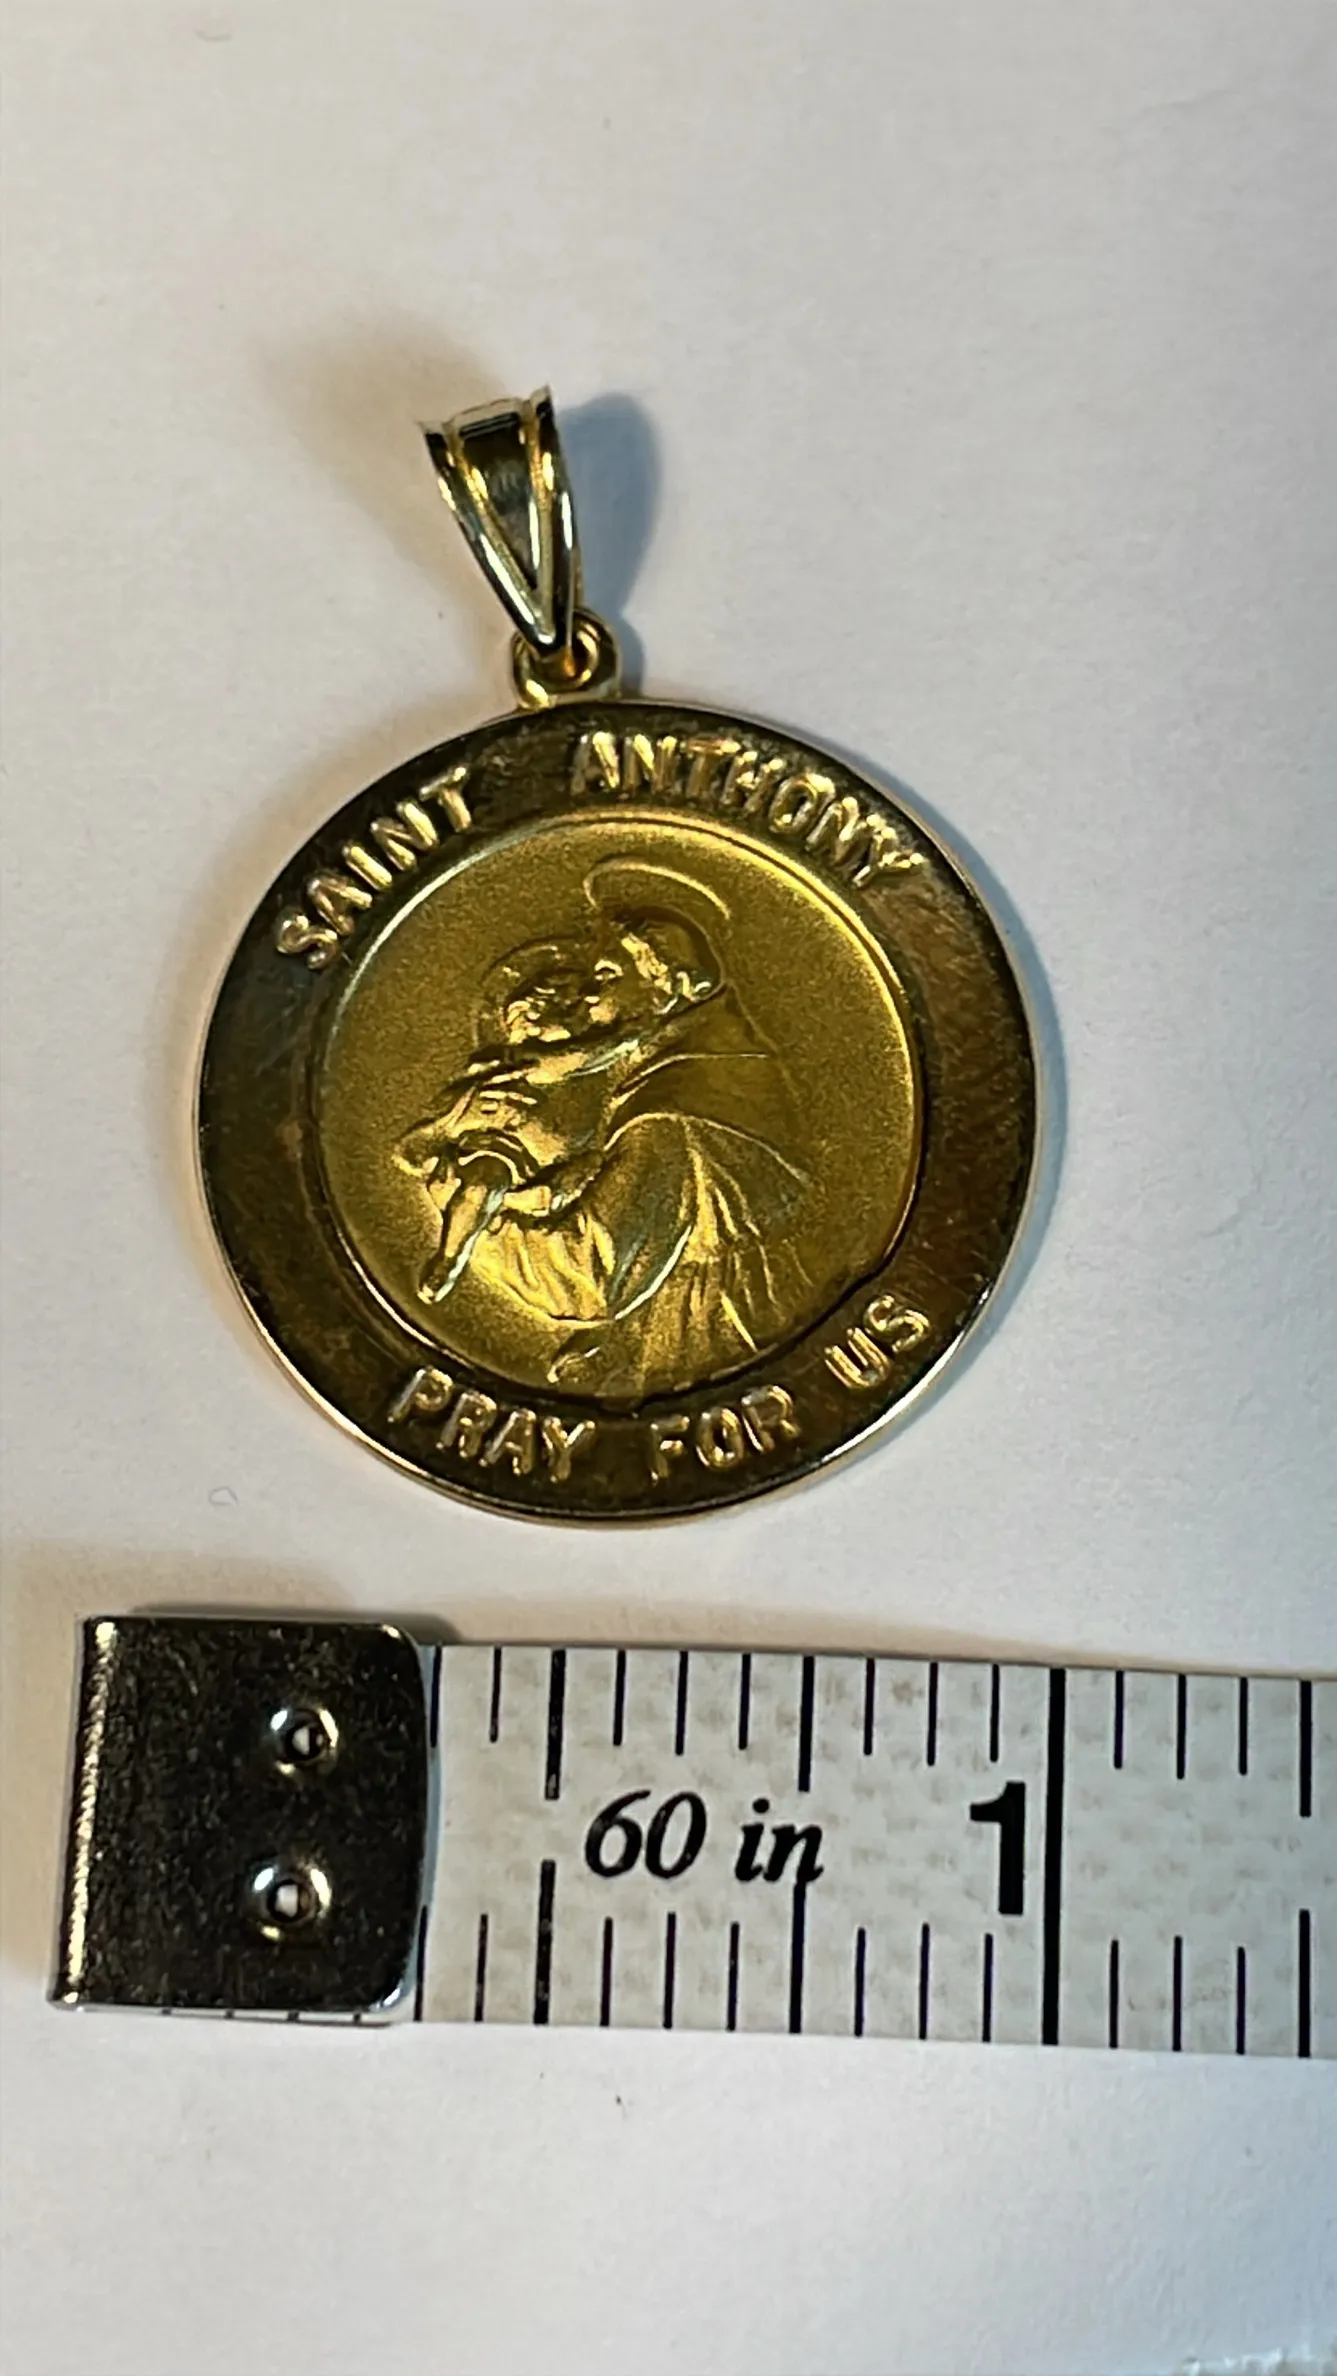 SAINT ANTHONY
PRAY FOR US
60 in
1